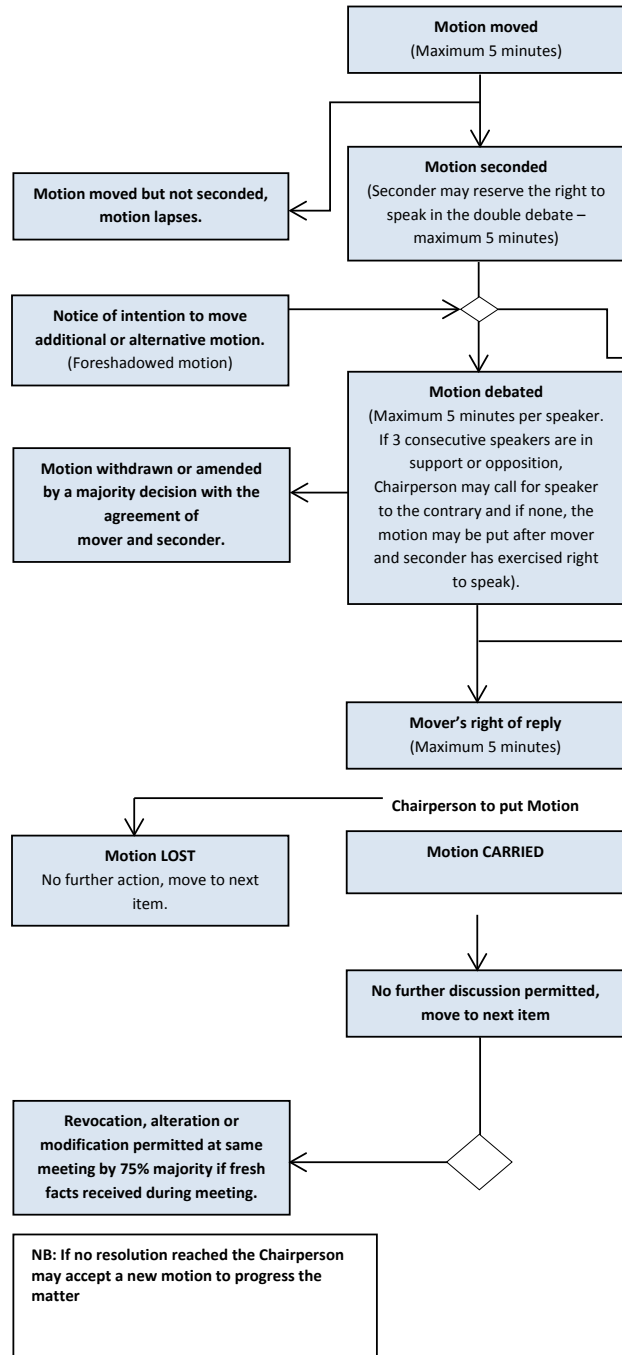 Motion moved
(Maximum 5 minutes)
Motion seconded
(Seconder may reserve the right to
speak in the double debate –
maximum 5 minutes)
Motion moved but not seconded,
motion lapses.
Notice of intention to move
additional or alternative motion.
(Foreshadowed motion)
Motion debated
(Maximum 5 minutes per speaker.
If 3 consecutive speakers are in
support or opposition,
Chairperson may call for speaker
to the contrary and if none, the
motion may be put after mover
and seconder has exercised right
to speak).
Motion withdrawn or amended
by a majority decision with the
agreement of
mover and seconder.
Mover’s right of reply
(Maximum 5 minutes)
Chairperson to put Motion
Motion LOST
No further action, move to next
item.
Motion CARRIED
No further discussion permitted,
move to next item
Revocation, alteration or
modification permitted at same
meeting by 75% majority if fresh
facts received during meeting.
NB: If no resolution reached the Chairperson
may accept a new motion to progress the
matter